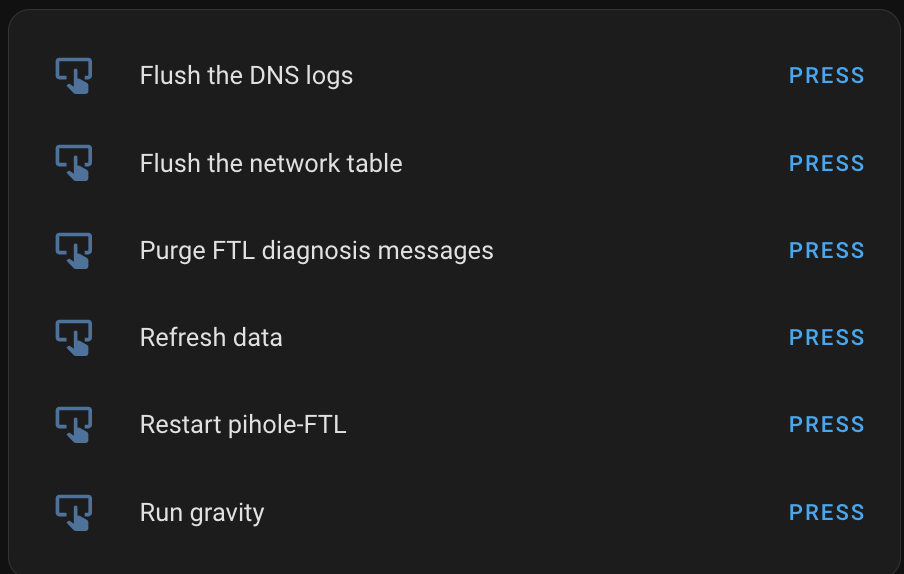 Flush the DNS logs PRESS
Flush the network table PRESS
Purge FTL diagnosis messages PRESS
Refresh data PRESS
Restart pihole-FTL PRESS
Run gravity PRESS